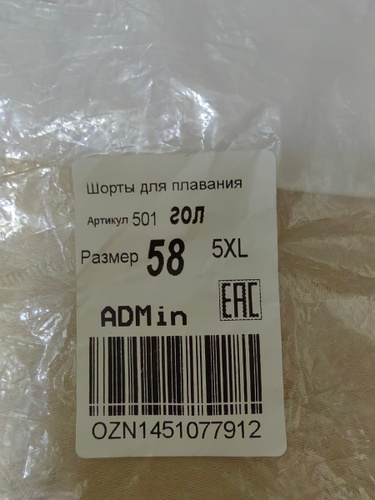 Шорты для плавания
Артикул 501 гол
Размер 58 5XL
EAC
ADMin
OZN1451077912